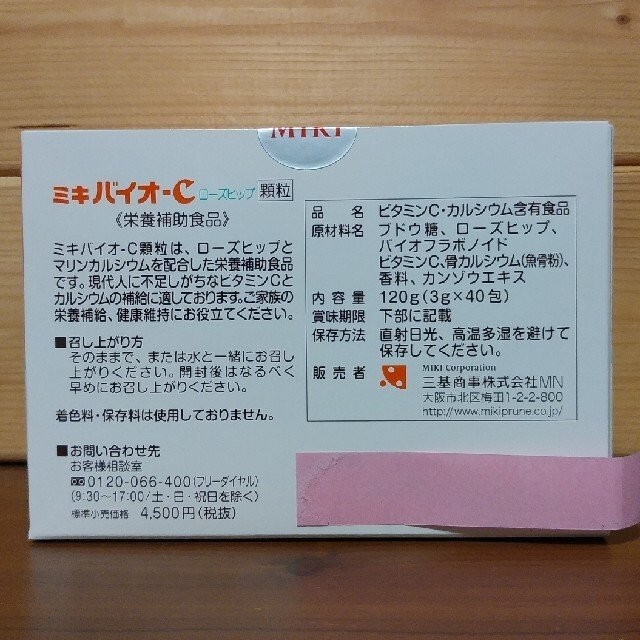 MIKI
ミキバイオ-C ローズヒップ 顆粒
《栄養補助食品》
ミキバイオ-C顆粒は、ローズヒップと
マリンカルシウムを配合した栄養補助食品
です。現代人に不足しがちなビタミンCと
カルシウムの補給に適しております。ご家族の
栄養補給、健康維持にお役立てください。
■召し上がり方
そのままで、または水と一緒にお召し
上がりください。開封後はなるべく
早めにお召し上がりください。
着色料・保存料は使用しておりません。
■お問い合わせ先
お客様相談室
0120-066-400(フリーダイヤル)
(9:30〜17:00/土・日・祝日を除く)
標準小売価格 4,500円(税抜)
品名 ビタミンC・カルシウム含有食品
原材料名 ブドウ糖、ローズヒップ、
バイオフラボノイド
ビタミンC、骨カルシウム(魚骨粉)、
香料、カンゾウエキス
内容量 120g(3g×40包)
賞味期限 下部に記載
保存方法 直射日光、高温多湿を避けて
保存してください。
販売者 MIKI Corporation
三基商事株式会社MN
大阪市北区梅田1-2-2-800
http://www.mikiprune.co.jp/